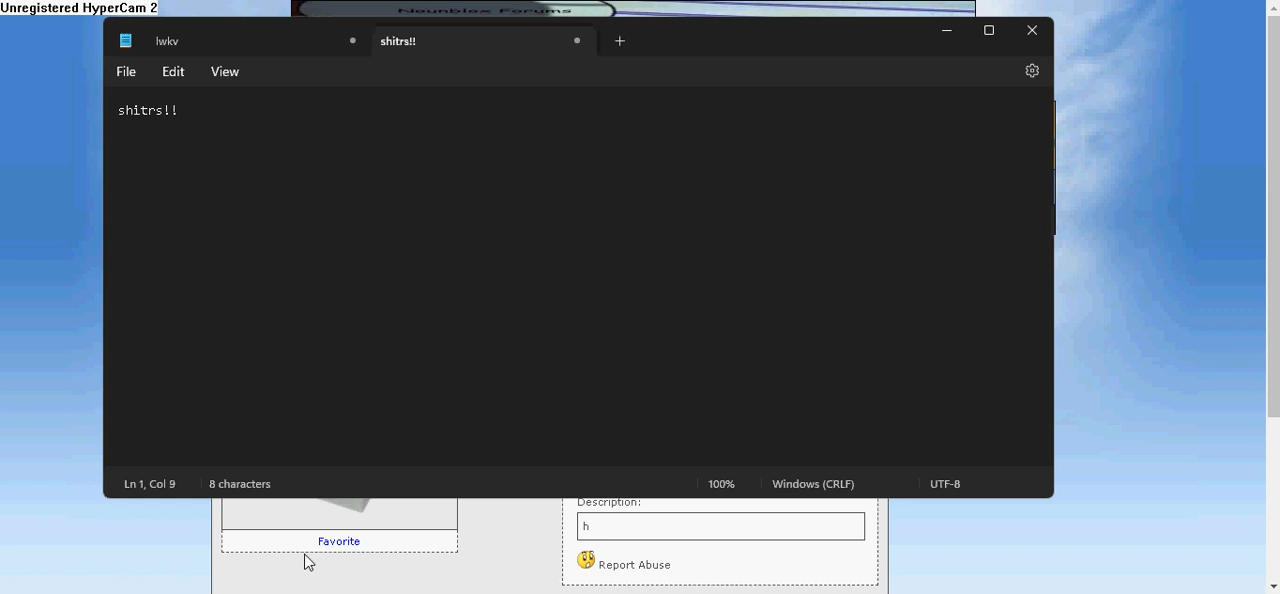 Unregistered HyperCam 2
Nounblox Forums
lwkv
shitrs!!
File Edit View
shitrs!!
Ln 1, Col 9 8 characters 100% Windows (CRLF) UTF-8
Description:
h
Favorite
Report Abuse